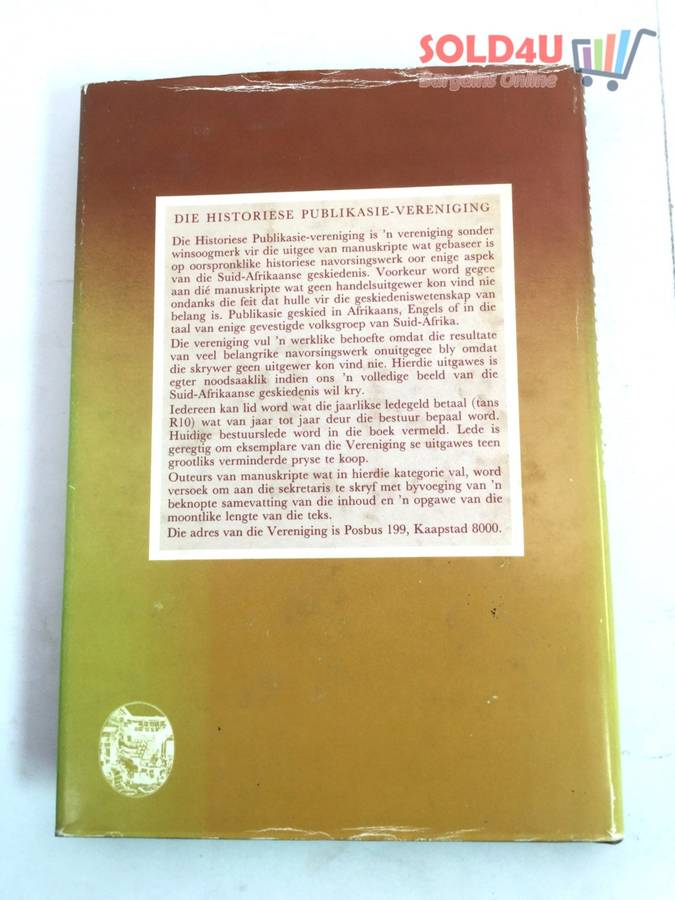 SOLD4U
Bargains Online
DIE HISTORIESE PUBLIKASIE-VERENIGING
Die Historiese Publikasie-vereniging is 'n vereniging sonder
winsoogmerk vir die uitgee van manuskripte wat gebaseer is
op oorspronklike historiese navorsingswerk oor enige aspek
van die Suid-Afrikaanse geskiedenis. Voorkeur word gegee
aan dié manuskripte wat geen handelsuitgewer kon vind nie
ondanks die feit dat hulle vir die geskiedeniswetenskap van
belang is. Publikasie geskied in Afrikaans, Engels of in die
taal van enige gevestigde volksgroep van Suid-Afrika.
Die vereniging vul 'n werklike behoefte omdat die resultate
van veel belangrike navorsingswerk onuitgegee bly omdat
die skrywer geen uitgewer kon vind nie. Hierdie uitgawes is
egter noodsaaklik indien ons 'n volledige beeld van die
Suid-Afrikaanse geskiedenis wil kry.
Iedereen kan lid word wat die jaarlikse ledegeld betaal (tans
R10) wat van jaar tot jaar deur die bestuur bepaal word.
Huidige bestuurslede word in die boek vermeld. Lede is
geregtig om eksemplare van die Vereniging se uitgawes teen
grootliks verminderde pryse te koop.
Outeurs van manuskripte wat in hierdie kategorie val, word
versoek om aan die sekretaris te skryf met byvoeging van 'n
beknopte samevatting van die inhoud en 'n opgawe van die
moontlike lengte van die teks.
Die adres van die Vereniging is Posbus 199, Kaapstad 8000.